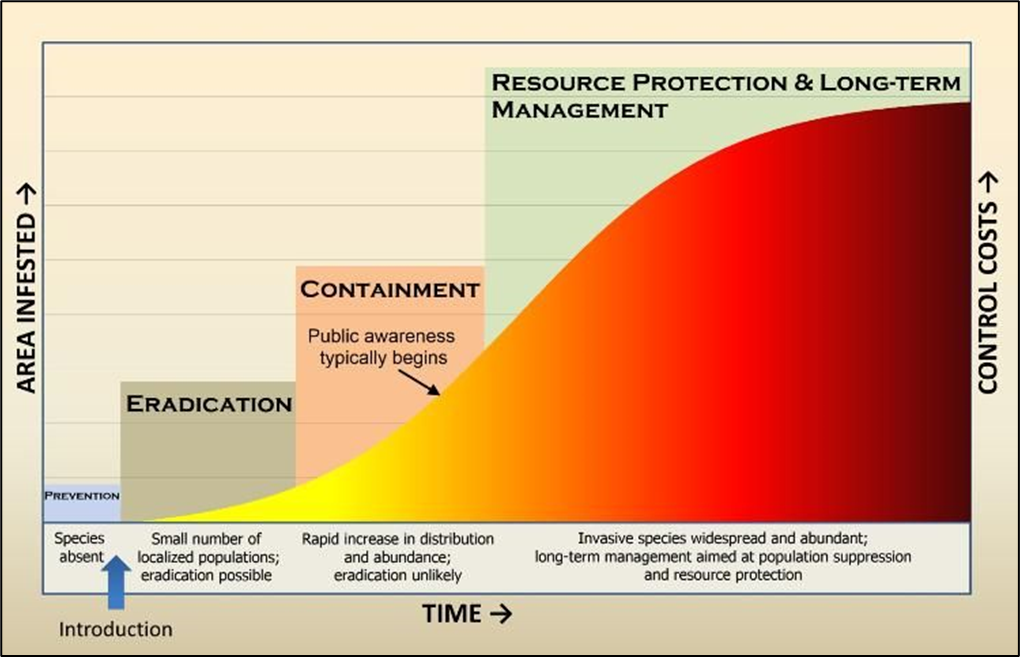 RESOURCE PROTECTION & LONG-TERM
MANAGEMENT
CONTAINMENT
Public awareness
typically begins
ERADICATION
PREVENTION
AREA INFESTED →
CONTROL COSTS →
Species
absent
Small number of
localized populations;
eradication possible
Rapid increase in distribution
and abundance;
eradication unlikely
Invasive species widespread and abundant;
long-term management aimed at population suppression
and resource protection
TIME →
Introduction